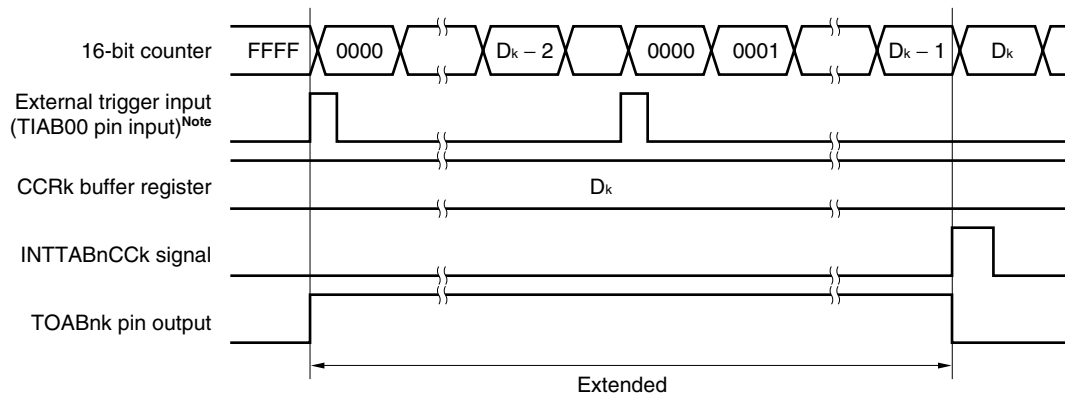 16-bit counter
FFFF 0000 Dk – 2 0000 0001 Dk – 1 Dk
External trigger input
(TIAB00 pin input)Note
CCRk buffer register
Dk
INTTABnCCk signal
TOABnk pin output
Extended